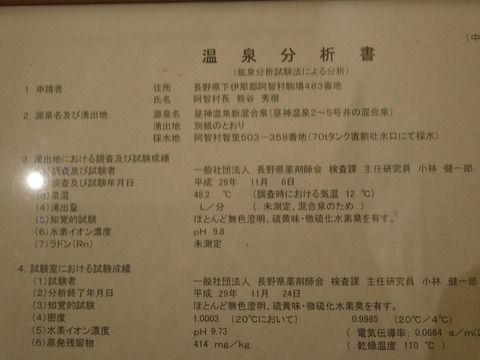 (中
温泉分析書
(鉱泉分析試験法による分析)
1. 申請者 住所 長野県下伊那郡阿智村駒場483番地
氏名 阿智村長 熊谷 秀樹
2. 源泉名及び湧出地 源泉名 昼神温泉新混合泉(昼神温泉2~5号井の混合泉)
湧出地 別紙のとおり
採水地 阿智村智里503-358番地(70tタンク直前吐水口にて採水)
3. 湧出地における調査及び試験成績
(1)調査及び試験者 一般社団法人 長野県薬剤師会 検査課 主任研究員 小林 健一郎
(2)調査及び試験年月日 平成 29年 11月 6日
(3)泉温 48.2 ℃ (調査時における気温 12 ℃)
(4)湧出量 L/分 ( 未測定、混合泉のため )
(5)知覚的試験 ほとんど無色澄明、硫黄味・微硫化水素臭を有す。
(6)水素イオン濃度 pH 9.8
(7)ラドン(Rn) 未測定
4. 試験室における試験成績
(1)試験者 一般社団法人 長野県薬剤師会 検査課 主任研究員 小林 健一郎
(2)分析終了年月日 平成 29年 11月 24日
(3)知覚的試験 ほとんど無色澄明、硫黄味・微硫化水素臭を有す。
(4)密度 1.0003 (20℃において) 0.9985 (20℃/4℃)
(5)水素イオン濃度 pH 9.73 ( 電気伝導率: 0.0664 s/m(2
(6)蒸発残留物 414 mg/kg ( 乾燥温度 110 ℃ )